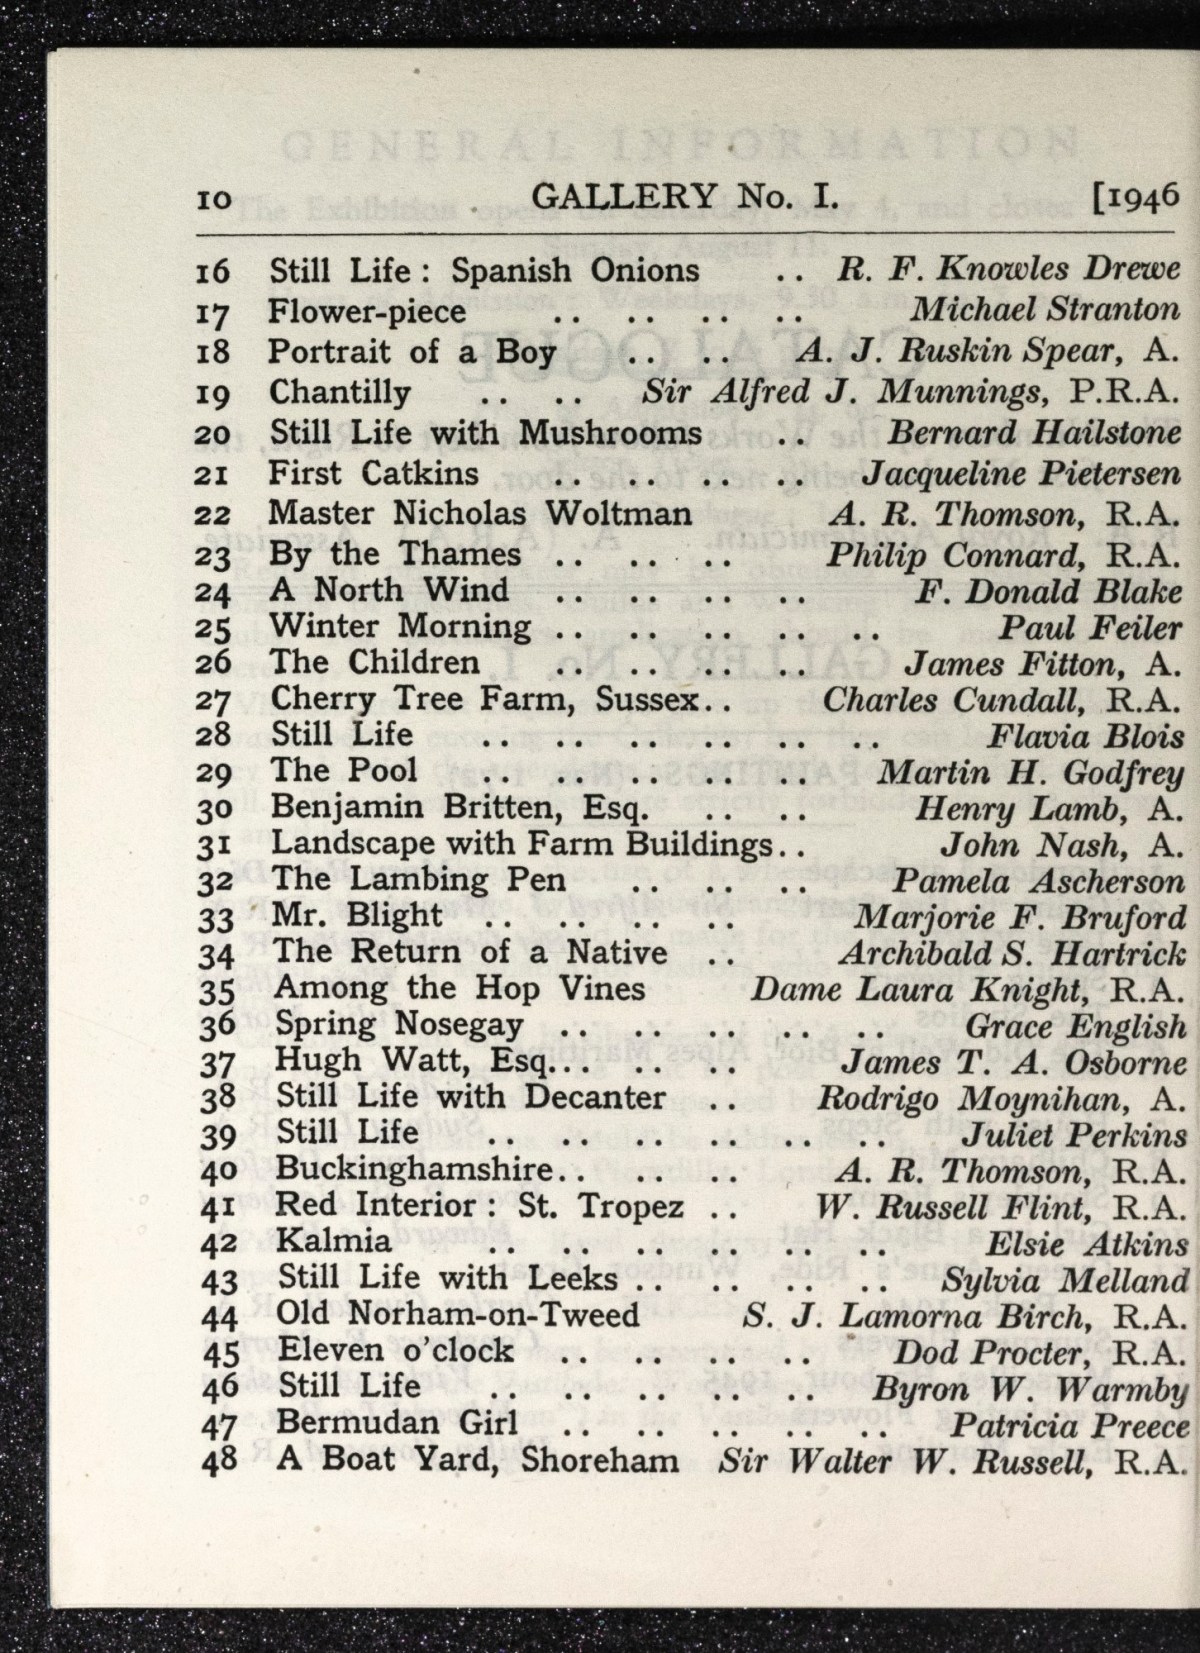 10 GALLERY No. I. [1946
16 Still Life : Spanish Onions .. R. F. Knowles Drewe
17 Flower-piece .. .. .. .. Michael Stranton
18 Portrait of a Boy .. .. A. J. Ruskin Spear, A.
19 Chantilly .. .. Sir Alfred J. Munnings, P.R.A.
20 Still Life with Mushrooms .. Bernard Hailstone
21 First Catkins .. .. .. .. Jacqueline Pietersen
22 Master Nicholas Woltman A. R. Thomson, R.A.
23 By the Thames .. .. .. Philip Connard, R.A.
24 A North Wind .. .. .. .. F. Donald Blake
25 Winter Morning .. .. .. .. .. Paul Feiler
26 The Children .. .. .. .. James Fitton, A.
27 Cherry Tree Farm, Sussex.. Charles Cundall, R.A.
28 Still Life .. .. .. .. .. .. Flavia Blois
29 The Pool .. .. .. .. .. Martin H. Godfrey
30 Benjamin Britten, Esq. .. .. Henry Lamb, A.
31 Landscape with Farm Buildings.. John Nash, A.
32 The Lambing Pen .. .. .. Pamela Ascherson
33 Mr. Blight .. .. .. .. Marjorie F. Bruford
34 The Return of a Native .. Archibald S. Hartrick
35 Among the Hop Vines Dame Laura Knight, R.A.
36 Spring Nosegay .. .. .. .. .. Grace English
37 Hugh Watt, Esq... .. .. James T. A. Osborne
38 Still Life with Decanter .. Rodrigo Moynihan, A.
39 Still Life .. .. .. .. .. .. Juliet Perkins
40 Buckinghamshire.. .. .. A. R. Thomson, R.A.
41 Red Interior : St. Tropez .. W. Russell Flint, R.A.
42 Kalmia .. .. .. .. .. .. Elsie Atkins
43 Still Life with Leeks .. .. .. .. Sylvia Melland
44 Old Norham-on-Tweed S. J. Lamorna Birch, R.A.
45 Eleven o'clock .. .. .. .. Dod Procter, R.A.
46 Still Life .. .. .. .. .. Byron W. Warmby
47 Bermudan Girl .. .. .. .. .. Patricia Preece
48 A Boat Yard, Shoreham Sir Walter W. Russell, R.A.